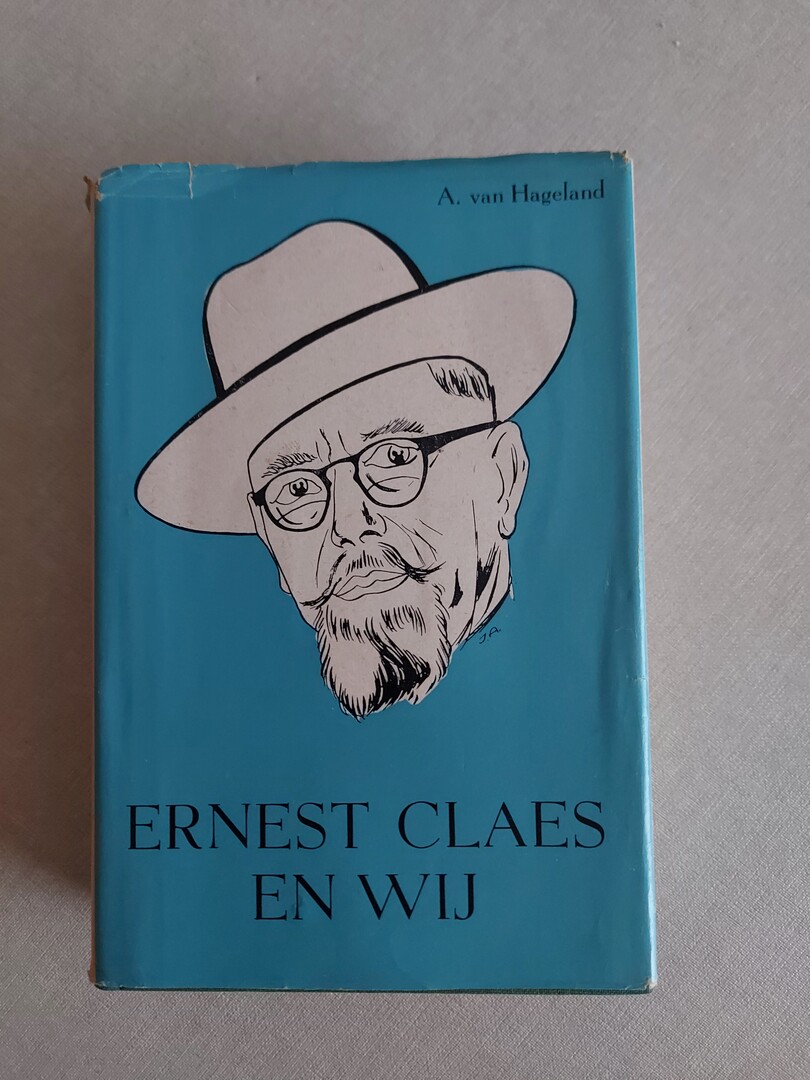 A. van Hageland
ERNEST CLAES
EN WIJ